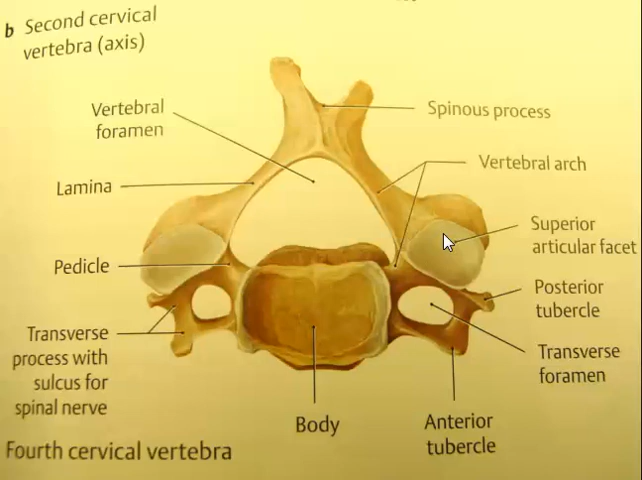 b Second cervical
vertebra (axis)
Vertebral
foramen
Spinous process
Vertebral arch
Lamina
Superior
articular facet
Pedicle
Posterior
tubercle
Transverse
process with
sulcus for
spinal nerve
Transverse
foramen
Body
Anterior
tubercle
Fourth cervical vertebra